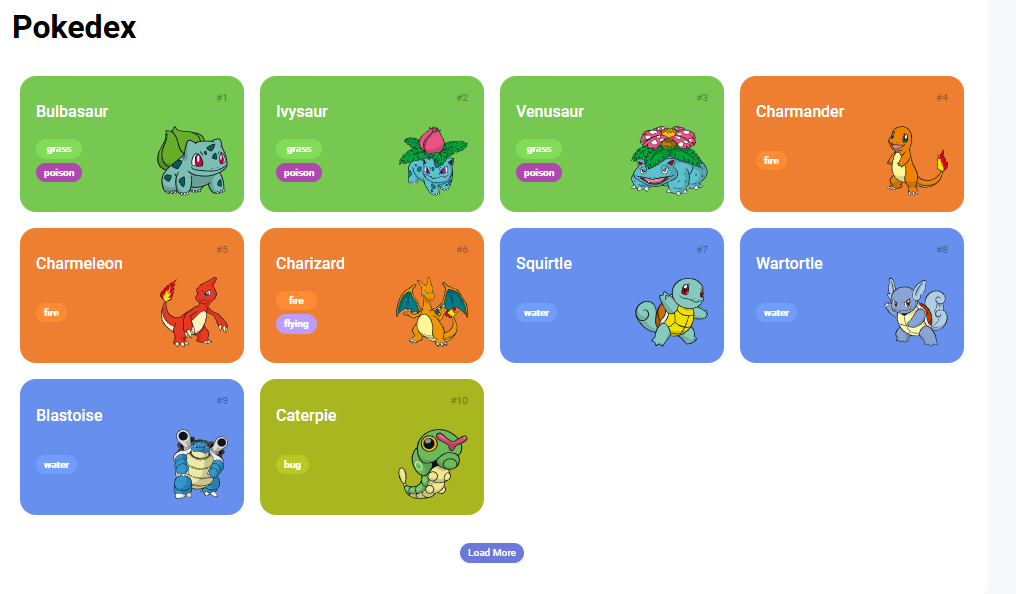 Pokedex
#1
Bulbasaur
grass
poison
#2
Ivysaur
grass
poison
#3
Venusaur
grass
poison
#4
Charmander
fire
#5
Charmeleon
fire
#6
Charizard
fire
flying
#7
Squirtle
water
#8
Wartortle
water
#9
Blastoise
water
#10
Caterpie
bug
Load More